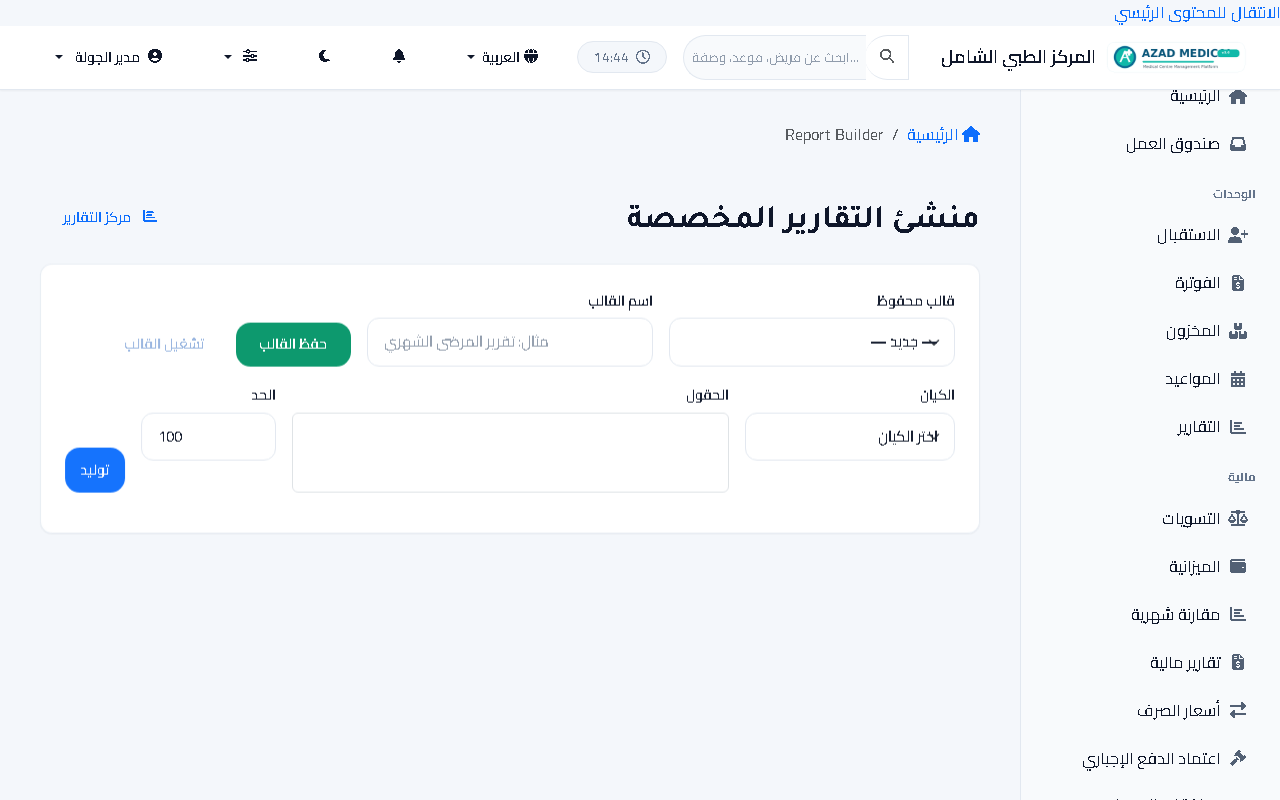 الانتقال للمحتوى الرئيسي
AZAD MEDIC
Medical Centre Management Platform
المركز الطبي الشامل
ابحث عن مريض، موعد، وصفة...
14:44
العربية
مدير الجولة
الرئيسية
صندوق العمل
الوحدات
الاستقبال
الفوترة
المخزون
المواعيد
التقارير
مالية
التسويات
الميزانية
مقارنة شهرية
تقارير مالية
أسعار الصرف
اعتماد الدفع الإجباري
الرئيسية / Report Builder
منشئ التقارير المخصصة
مركز التقارير
قالب محفوظ
— جديد —
اسم القالب
مثال: تقرير المرضى الشهري
حفظ القالب
تشغيل القالب
الكيان
اختر الكيان
الحقول
الحد
100
توليد